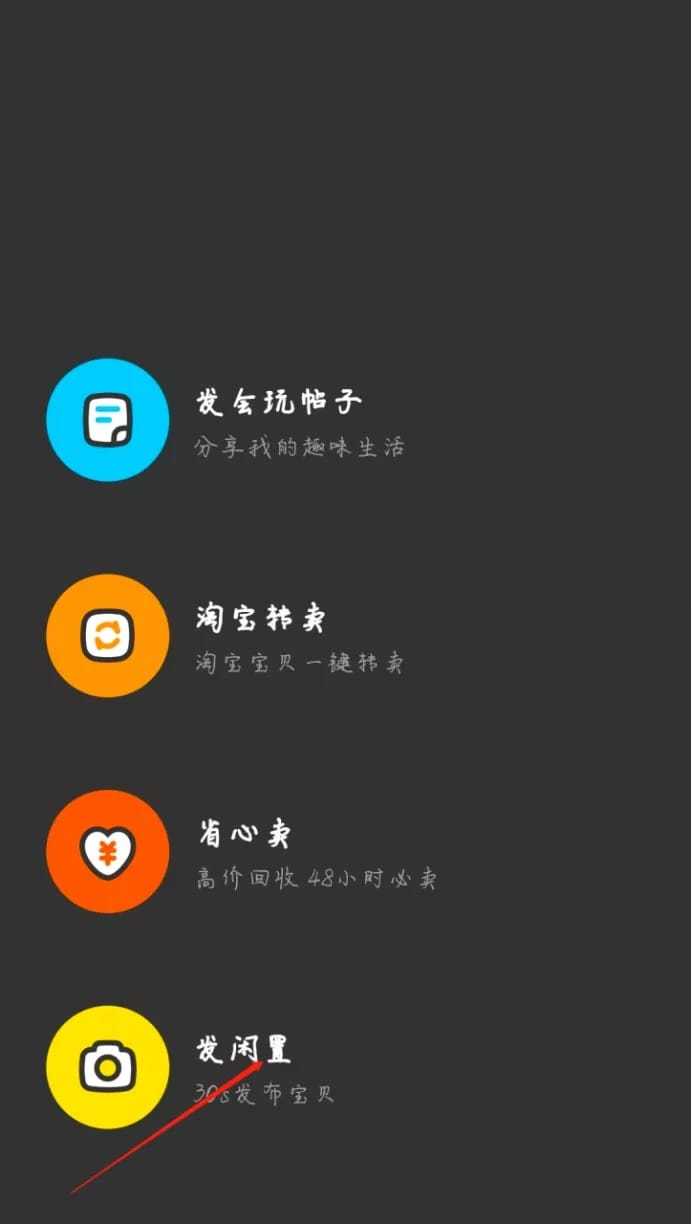 发会玩帖子
分享我的趣味生活
淘宝转卖
淘宝宝贝一键转卖
省心卖
高价回收 48小时必卖
发闲置
30s发布宝贝